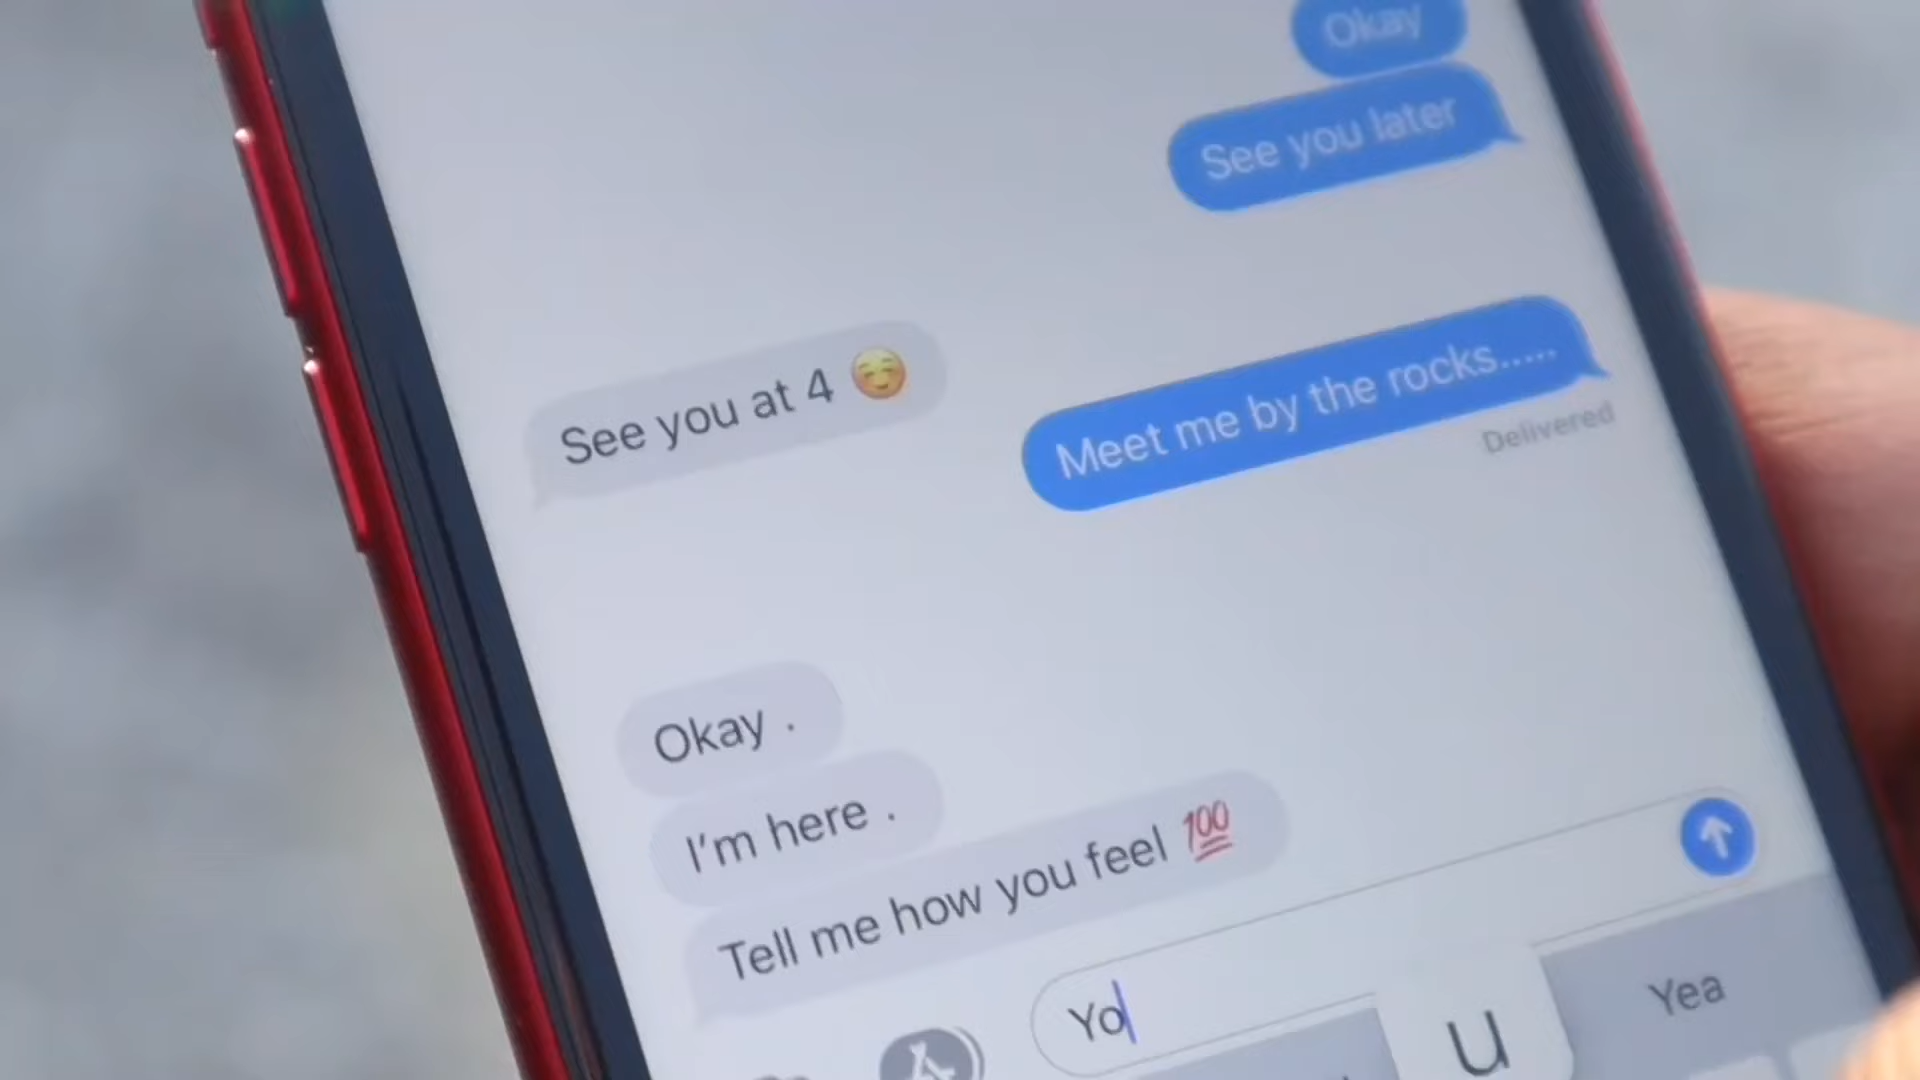 Okay
See you later
See you at 4 ☺️
Meet me by the rocks.....
Delivered
Okay .
I'm here .
Tell me how you feel 💯
Yo
u
Yea